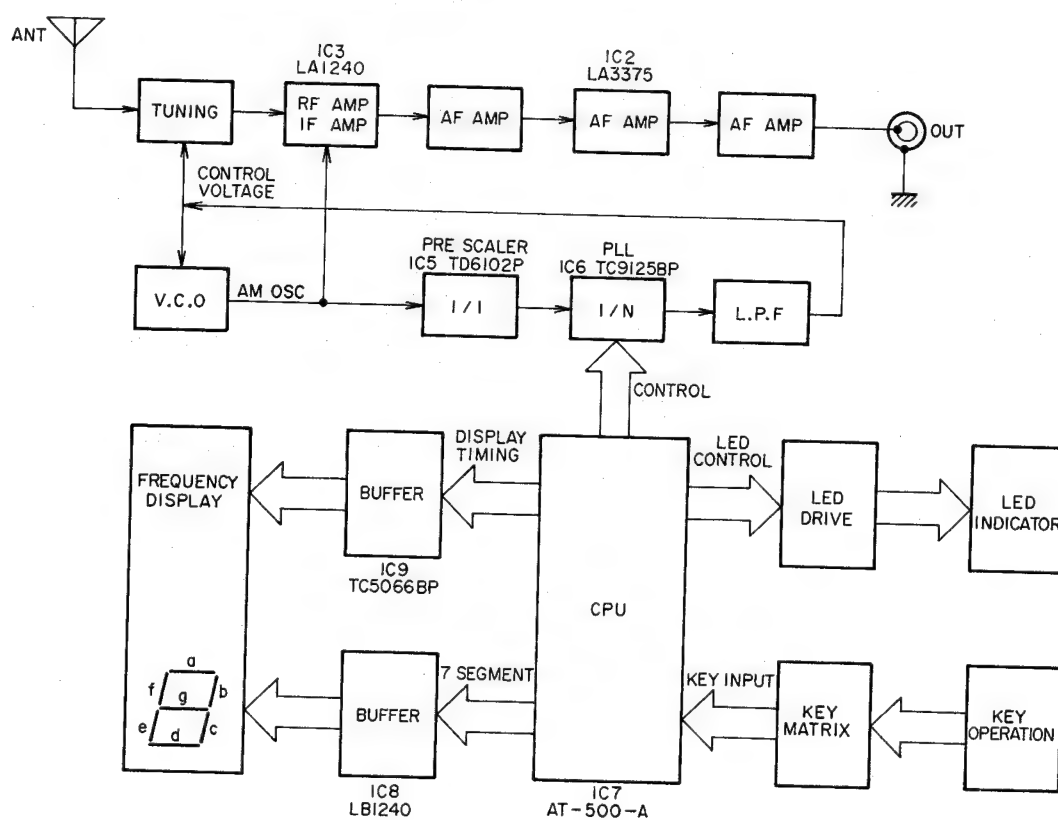 ANT
TUNING
IC3
LA1240
RF AMP
IF AMP
AF AMP
IC2
LA3375
AF AMP
AF AMP
OUT
CONTROL
VOLTAGE
V.C.O
AM OSC
PRE SCALER
IC5 TD6102P
I/I
PLL
IC6 TC9125BP
I/N
L.P.F
CONTROL
FREQUENCY
DISPLAY
BUFFER
IC9
TC5066BP
DISPLAY
TIMING
CPU
LED
CONTROL
LED
DRIVE
LED
INDICATOR
a
f
g
b
e
d
c
BUFFER
IC8
LB1240
7 SEGMENT
IC7
AT-500-A
KEY INPUT
KEY
MATRIX
KEY
OPERATION